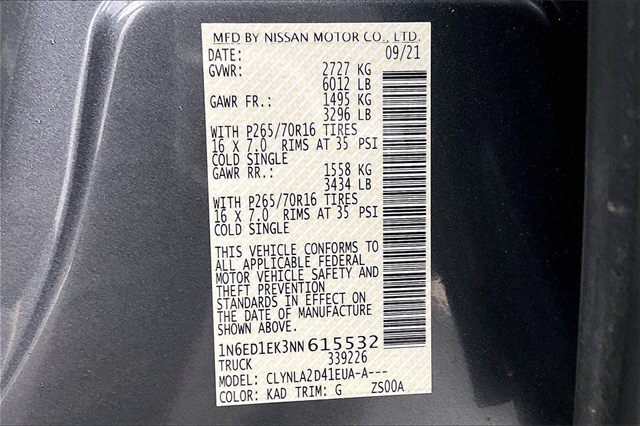 MFD BY NISSAN MOTOR CO., LTD.
DATE: 09/21
GVWR: 2727 KG
6012 LB
GAWR FR.: 1495 KG
3296 LB
WITH P265/70R16 TIRES
16 X 7.0 RIMS AT 35 PSI
COLD SINGLE
GAWR RR.: 1558 KG
3434 LB
WITH P265/70R16 TIRES
16 X 7.0 RIMS AT 35 PSI
COLD SINGLE
THIS VEHICLE CONFORMS TO
ALL APPLICABLE FEDERAL
MOTOR VEHICLE SAFETY AND
THEFT PREVENTION
STANDARDS IN EFFECT ON
THE DATE OF MANUFACTURE
SHOWN ABOVE.
1N6ED1EK3NN615532
TRUCK 339226
MODEL: CLYNLA2D41EUA-A---
COLOR: KAD TRIM: G ZS00A